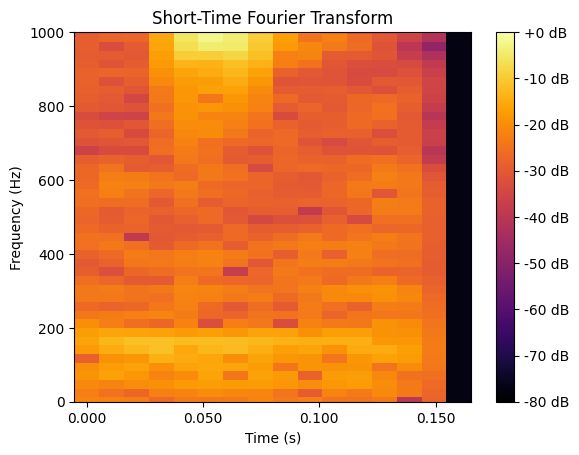 Short-Time Fourier Transform
1000
800
600
400
200
0
Frequency (Hz)
0.000
0.050
0.100
0.150
Time (s)
+0 dB
-10 dB
-20 dB
-30 dB
-40 dB
-50 dB
-60 dB
-70 dB
-80 dB